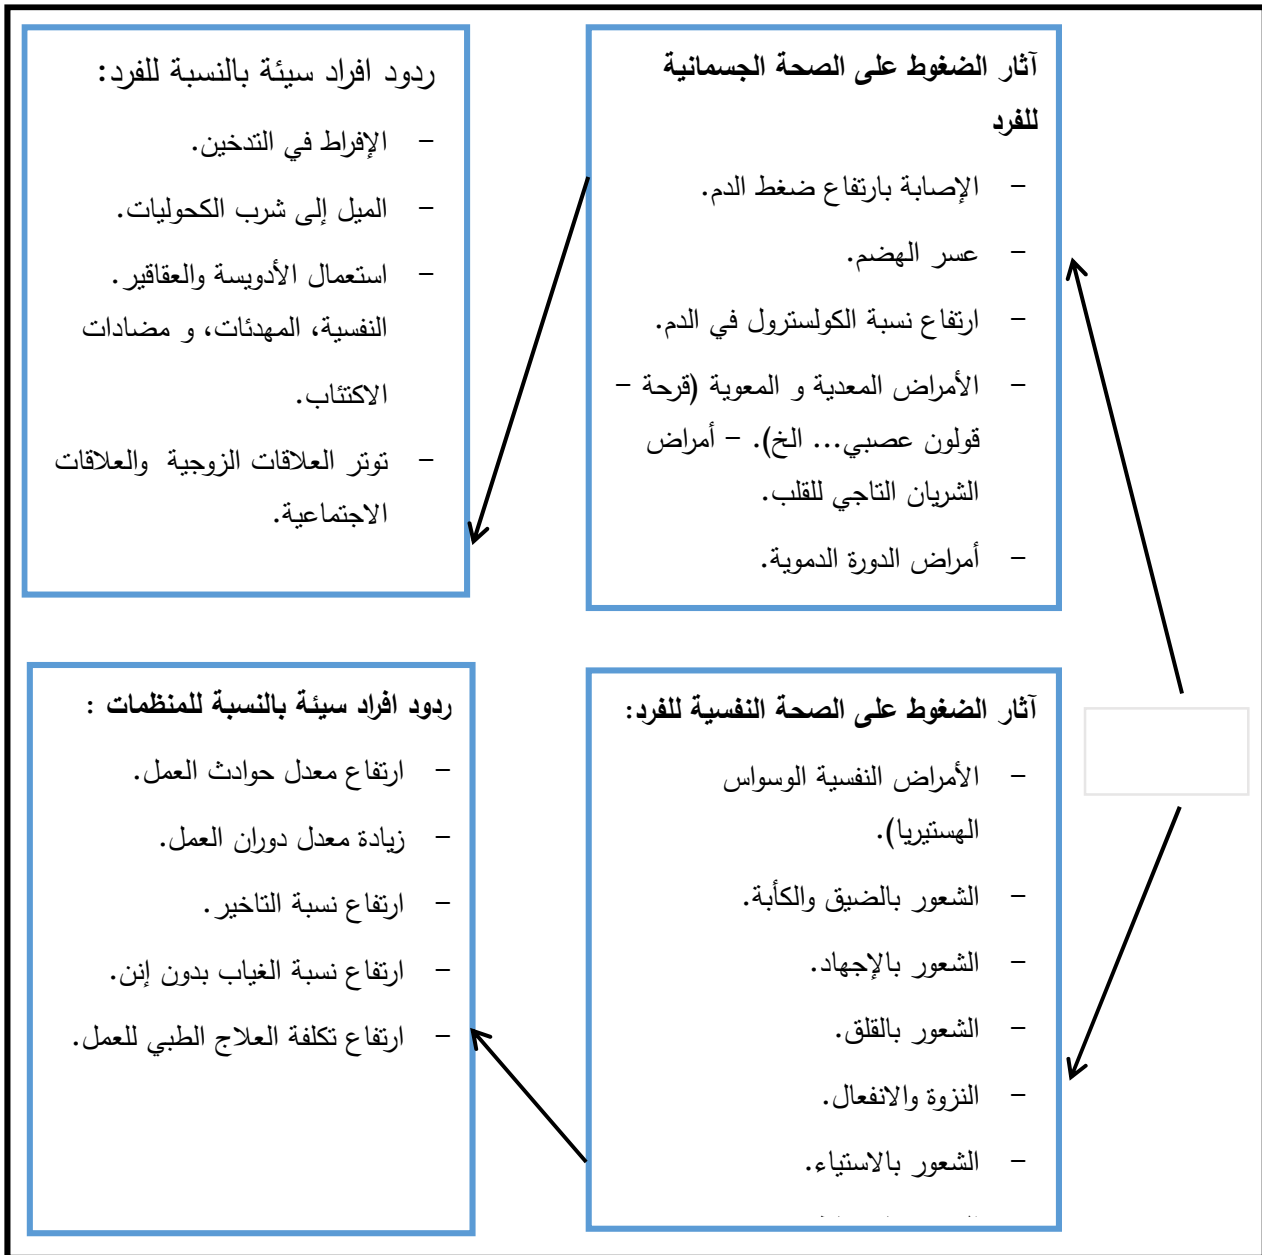 آثار الضغوط على الصحة الجسمانية
للفرد
– الإصابة بارتفاع ضغط الدم.
– عسر الهضم.
– ارتفاع نسبة الكولسترول في الدم.
– الأمراض المعدية و المعوية (قرحة –
قولون عصبي... الخ). – أمراض
الشريان التاجي للقلب.
– أمراض الدورة الدموية.
ردود افراد سيئة بالنسبة للفرد:
– الإفراط في التدخين.
– الميل إلى شرب الكحوليات.
– استعمال الأدويسة والعقاقير.
النفسية، المهدئات، و مضادات
الاكتئاب.
– توتر العلاقات الزوجية والعلاقات
الاجتماعية.
آثار الضغوط على الصحة النفسية للفرد:
– الأمراض النفسية الوسواس
الهستيريا).
– الشعور بالضيق والكأبة.
– الشعور بالإجهاد.
– الشعور بالقلق.
– النزوة والانفعال.
– الشعور بالاستياء.
ردود افراد سيئة بالنسبة للمنظمات :
– ارتفاع معدل حوادث العمل.
– زيادة معدل دوران العمل.
– ارتفاع نسبة التاخير.
– ارتفاع نسبة الغياب بدون إنن.
– ارتفاع تكلفة العلاج الطبي للعمل.